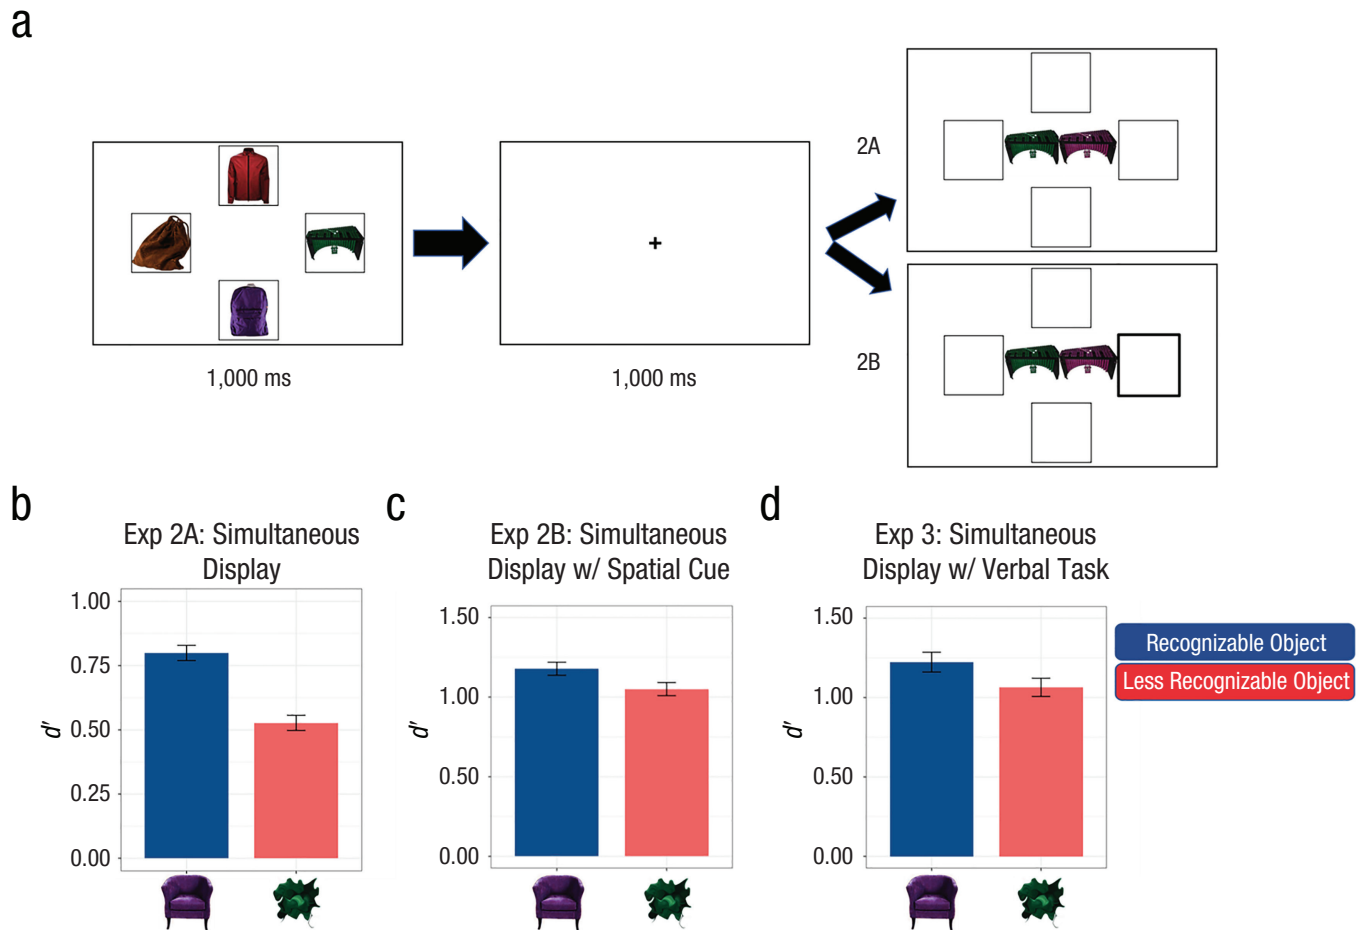 a
2A
+
1,000 ms
1,000 ms
2B
b
Exp 2A: Simultaneous
Display
1.00
0.75
0.50
0.25
0.00
d′
c
Exp 2B: Simultaneous
Display w/ Spatial Cue
1.50
1.00
0.50
0.00
d′
d
Exp 3: Simultaneous
Display w/ Verbal Task
1.50
1.00
0.50
0.00
d′
Recognizable Object
Less Recognizable Object